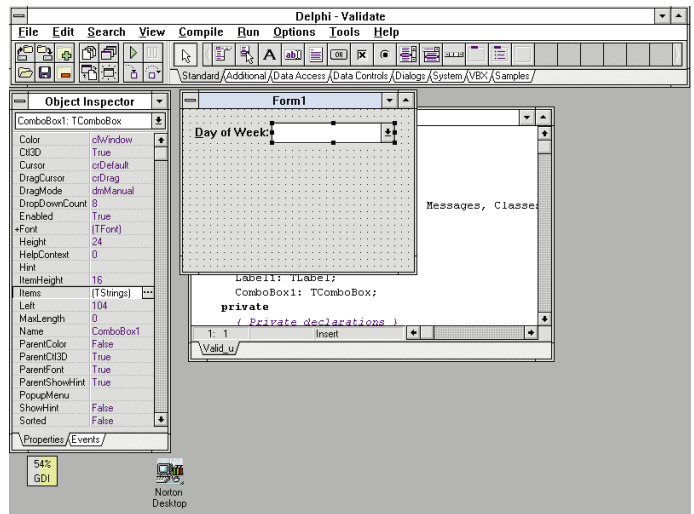 Delphi - Validate
File Edit Search View Compile Run Options Tools Help
Standard Additional Data Access Data Controls Dialogs System VBX Samples
Object Inspector
ComboBox1: TComboBox
Color clWindow
Ctl3D True
Cursor crDefault
DragCursor crDrag
DragMode dmManual
DropDownCount 8
Enabled True
+Font (TFont)
Height 24
HelpContext 0
Hint
ItemHeight 16
Items (TStrings) ...
Left 104
MaxLength 0
Name ComboBox1
ParentColor False
ParentCtl3D True
ParentFont True
ParentShowHint True
PopupMenu
ShowHint False
Sorted False
Properties Events
Form1
Day of Week:
Messages, Classes
Label1: TLabel;
ComboBox1: TComboBox;
private
{ Private declarations }
1: 1 Insert
Valid_u
54%
GDI
Norton
Desktop